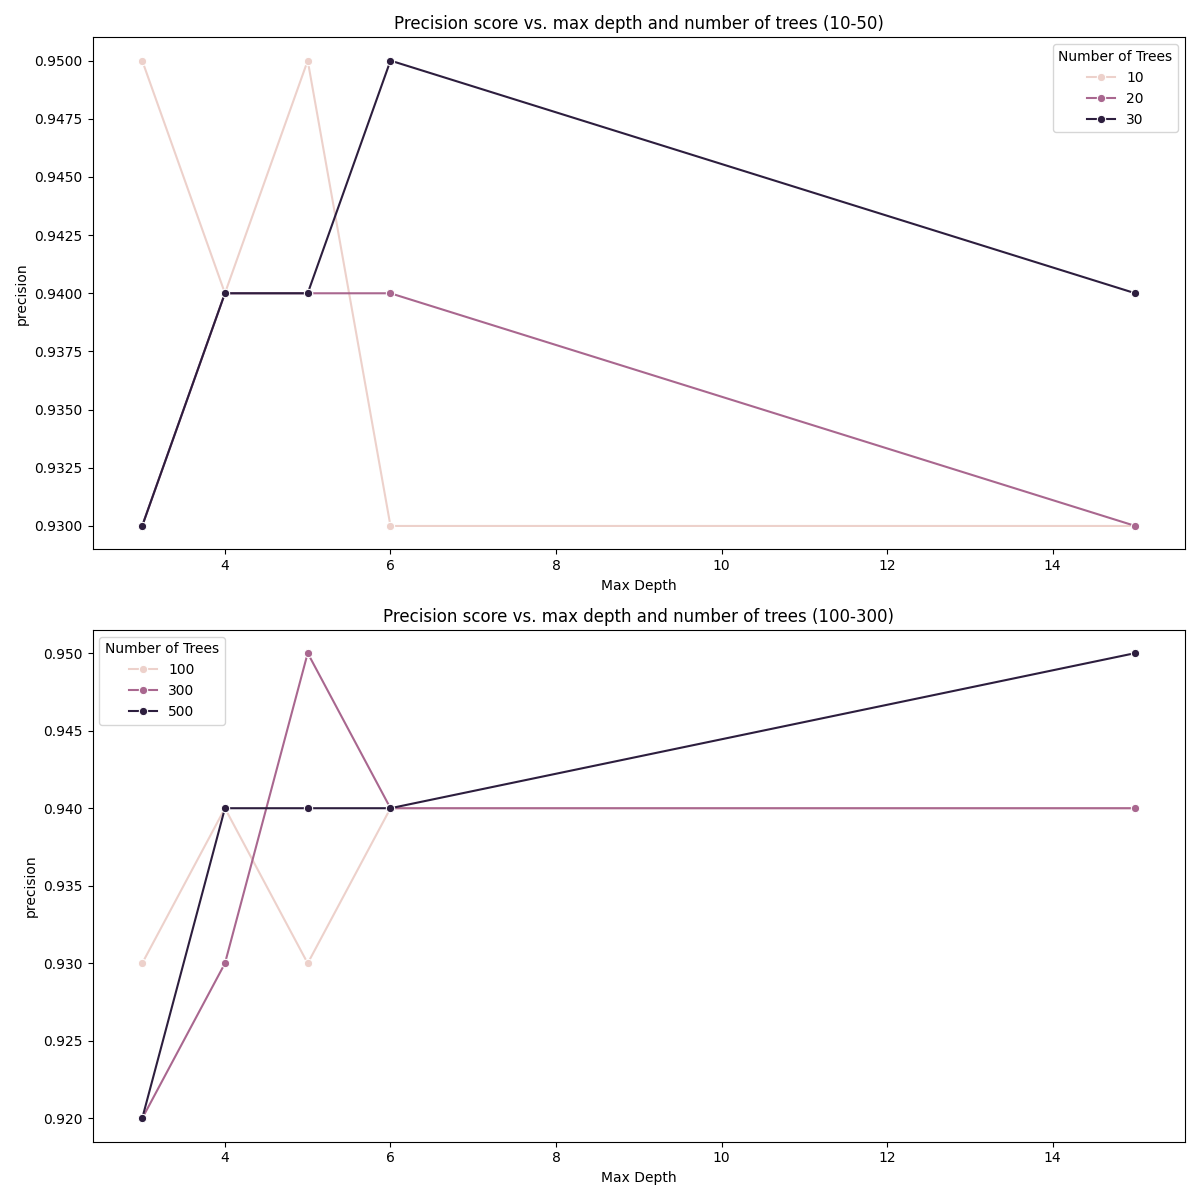 Precision score vs. max depth and number of trees (10-50)
Number of Trees
10
20
30
0.9500
0.9475
0.9450
0.9425
0.9400
0.9375
0.9350
0.9325
0.9300
precision
4 6 8 10 12 14
Max Depth
Precision score vs. max depth and number of trees (100-300)
Number of Trees
100
300
500
0.950
0.945
0.940
0.935
0.930
0.925
0.920
precision
4 6 8 10 12 14
Max Depth